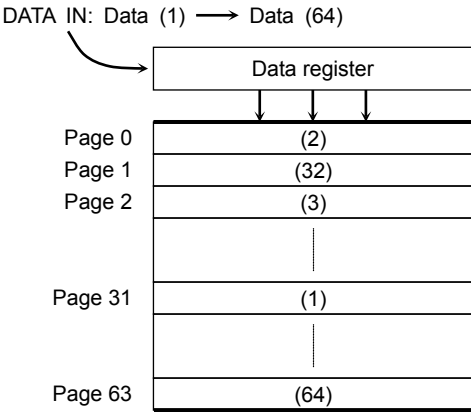 DATA IN: Data (1) → Data (64)
Data register
Page 0 (2)
Page 1 (32)
Page 2 (3)
Page 31 (1)
Page 63 (64)